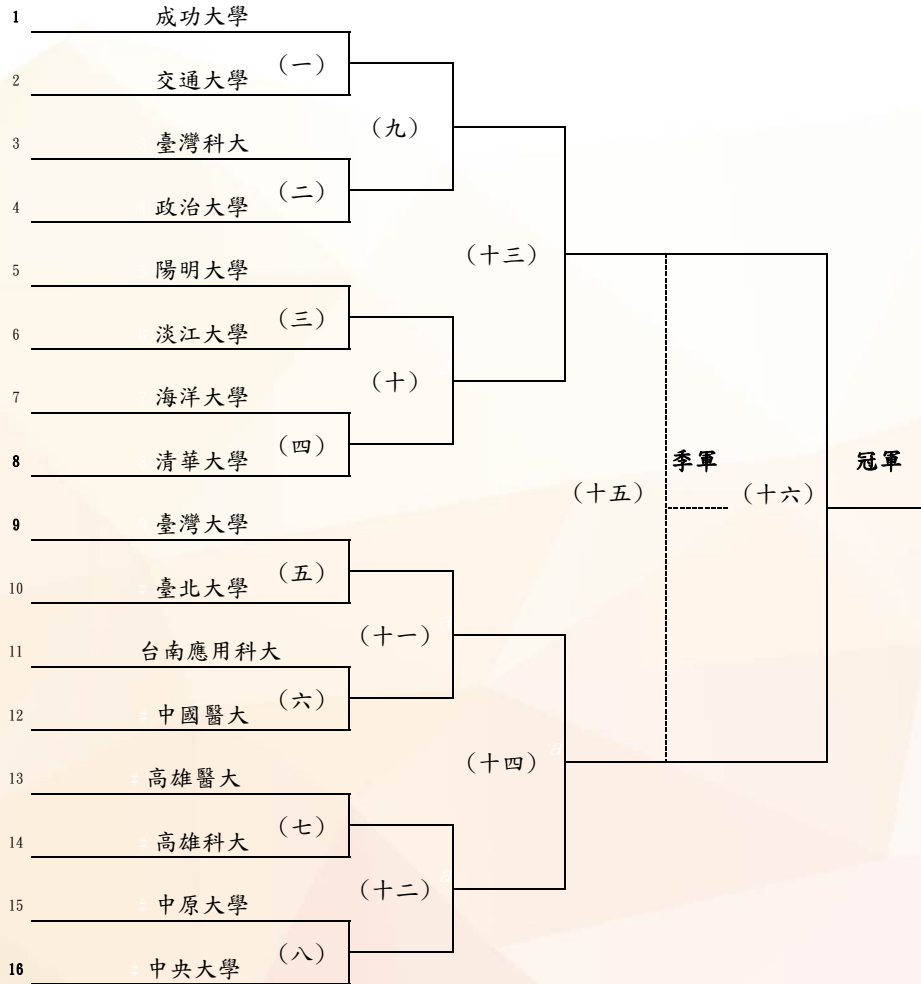 1 成功大學
(一)
2 交通大學
(九)
3 臺灣科大
(二)
4 政治大學
(十三)
5 陽明大學
(三)
6 淡江大學
(十)
7 海洋大學
(四)
8 清華大學
季軍
冠軍
(十五)
(十六)
9 臺灣大學
(五)
10 臺北大學
(十一)
11 台南應用科大
(六)
12 中國醫大
(十四)
13 高雄醫大
(七)
14 高雄科大
(十二)
15 中原大學
(八)
16 中央大學